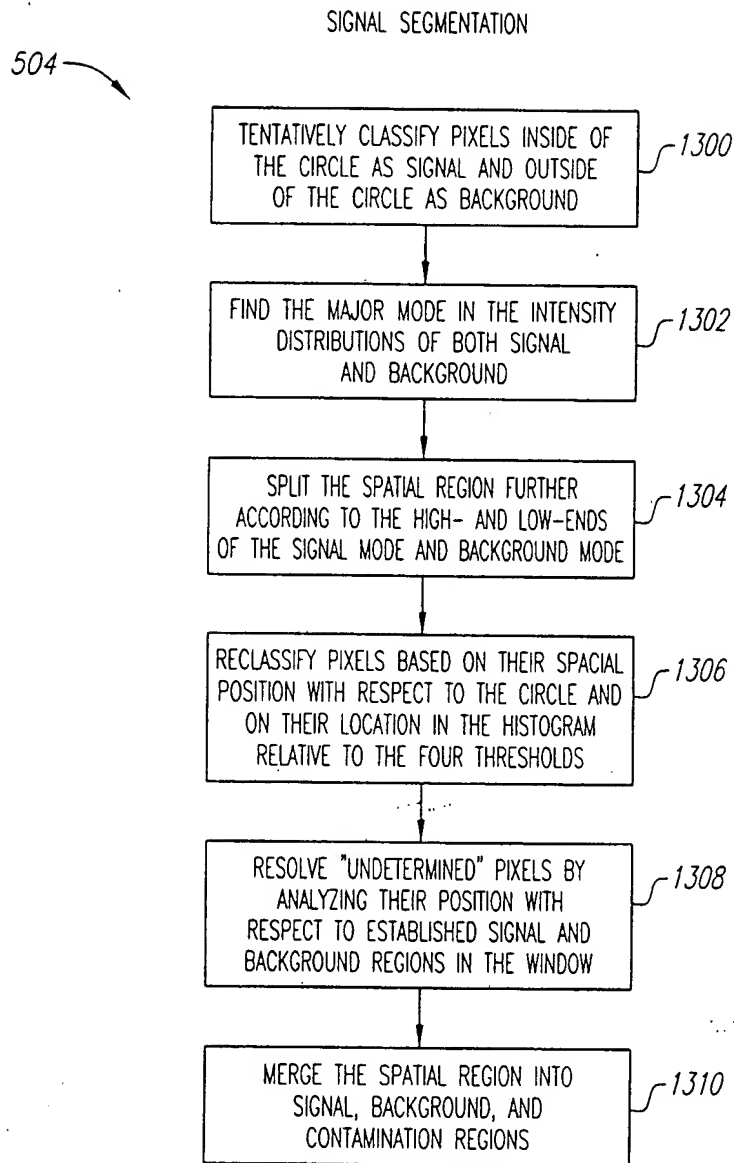 SIGNAL SEGMENTATION
504
TENTATIVELY CLASSIFY PIXELS INSIDE OF
THE CIRCLE AS SIGNAL AND OUTSIDE
OF THE CIRCLE AS BACKGROUND
1300
FIND THE MAJOR MODE IN THE INTENSITY
DISTRIBUTIONS OF BOTH SIGNAL
AND BACKGROUND
1302
SPLIT THE SPATIAL REGION FURTHER
ACCORDING TO THE HIGH- AND LOW-ENDS
OF THE SIGNAL MODE AND BACKGROUND MODE
1304
RECLASSIFY PIXELS BASED ON THEIR SPACIAL
POSITION WITH RESPECT TO THE CIRCLE AND
ON THEIR LOCATION IN THE HISTOGRAM
RELATIVE TO THE FOUR THRESHOLDS
1306
RESOLVE "UNDETERMINED" PIXELS BY
ANALYZING THEIR POSITION WITH
RESPECT TO ESTABLISHED SIGNAL AND
BACKGROUND REGIONS IN THE WINDOW
1308
MERGE THE SPATIAL REGION INTO
SIGNAL, BACKGROUND, AND
CONTAMINATION REGIONS
1310